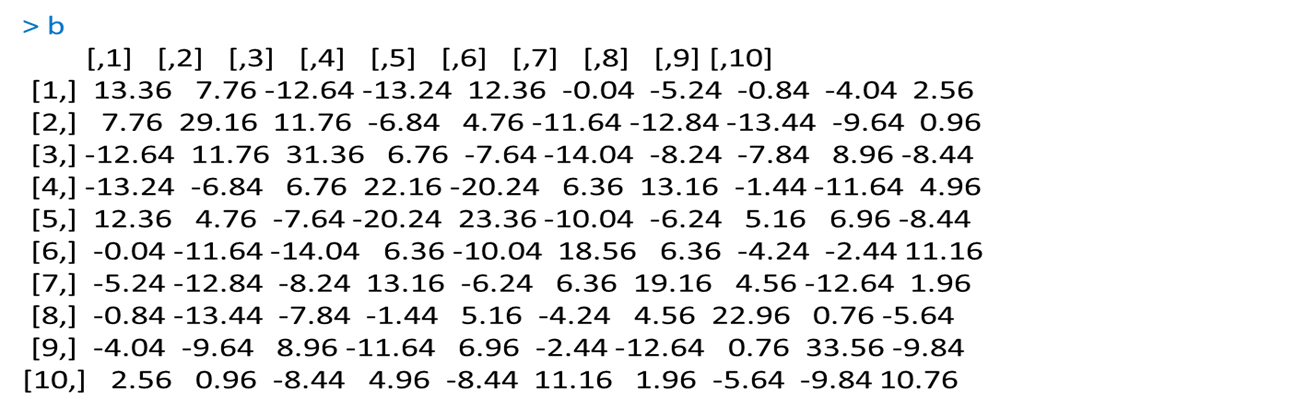 > b
[,1] [,2] [,3] [,4] [,5] [,6] [,7] [,8] [,9] [,10]
[1,] 13.36 7.76 -12.64 -13.24 12.36 -0.04 -5.24 -0.84 -4.04 2.56
[2,] 7.76 29.16 11.76 -6.84 4.76 -11.64 -12.84 -13.44 -9.64 0.96
[3,] -12.64 11.76 31.36 6.76 -7.64 -14.04 -8.24 -7.84 8.96 -8.44
[4,] -13.24 -6.84 6.76 22.16 -20.24 6.36 13.16 -1.44 -11.64 4.96
[5,] 12.36 4.76 -7.64 -20.24 23.36 -10.04 -6.24 5.16 6.96 -8.44
[6,] -0.04 -11.64 -14.04 6.36 -10.04 18.56 6.36 -4.24 -2.44 11.16
[7,] -5.24 -12.84 -8.24 13.16 -6.24 6.36 19.16 4.56 -12.64 1.96
[8,] -0.84 -13.44 -7.84 -1.44 5.16 -4.24 4.56 22.96 0.76 -5.64
[9,] -4.04 -9.64 8.96 -11.64 6.96 -2.44 -12.64 0.76 33.56 -9.84
[10,] 2.56 0.96 -8.44 4.96 -8.44 11.16 1.96 -5.64 -9.84 10.76